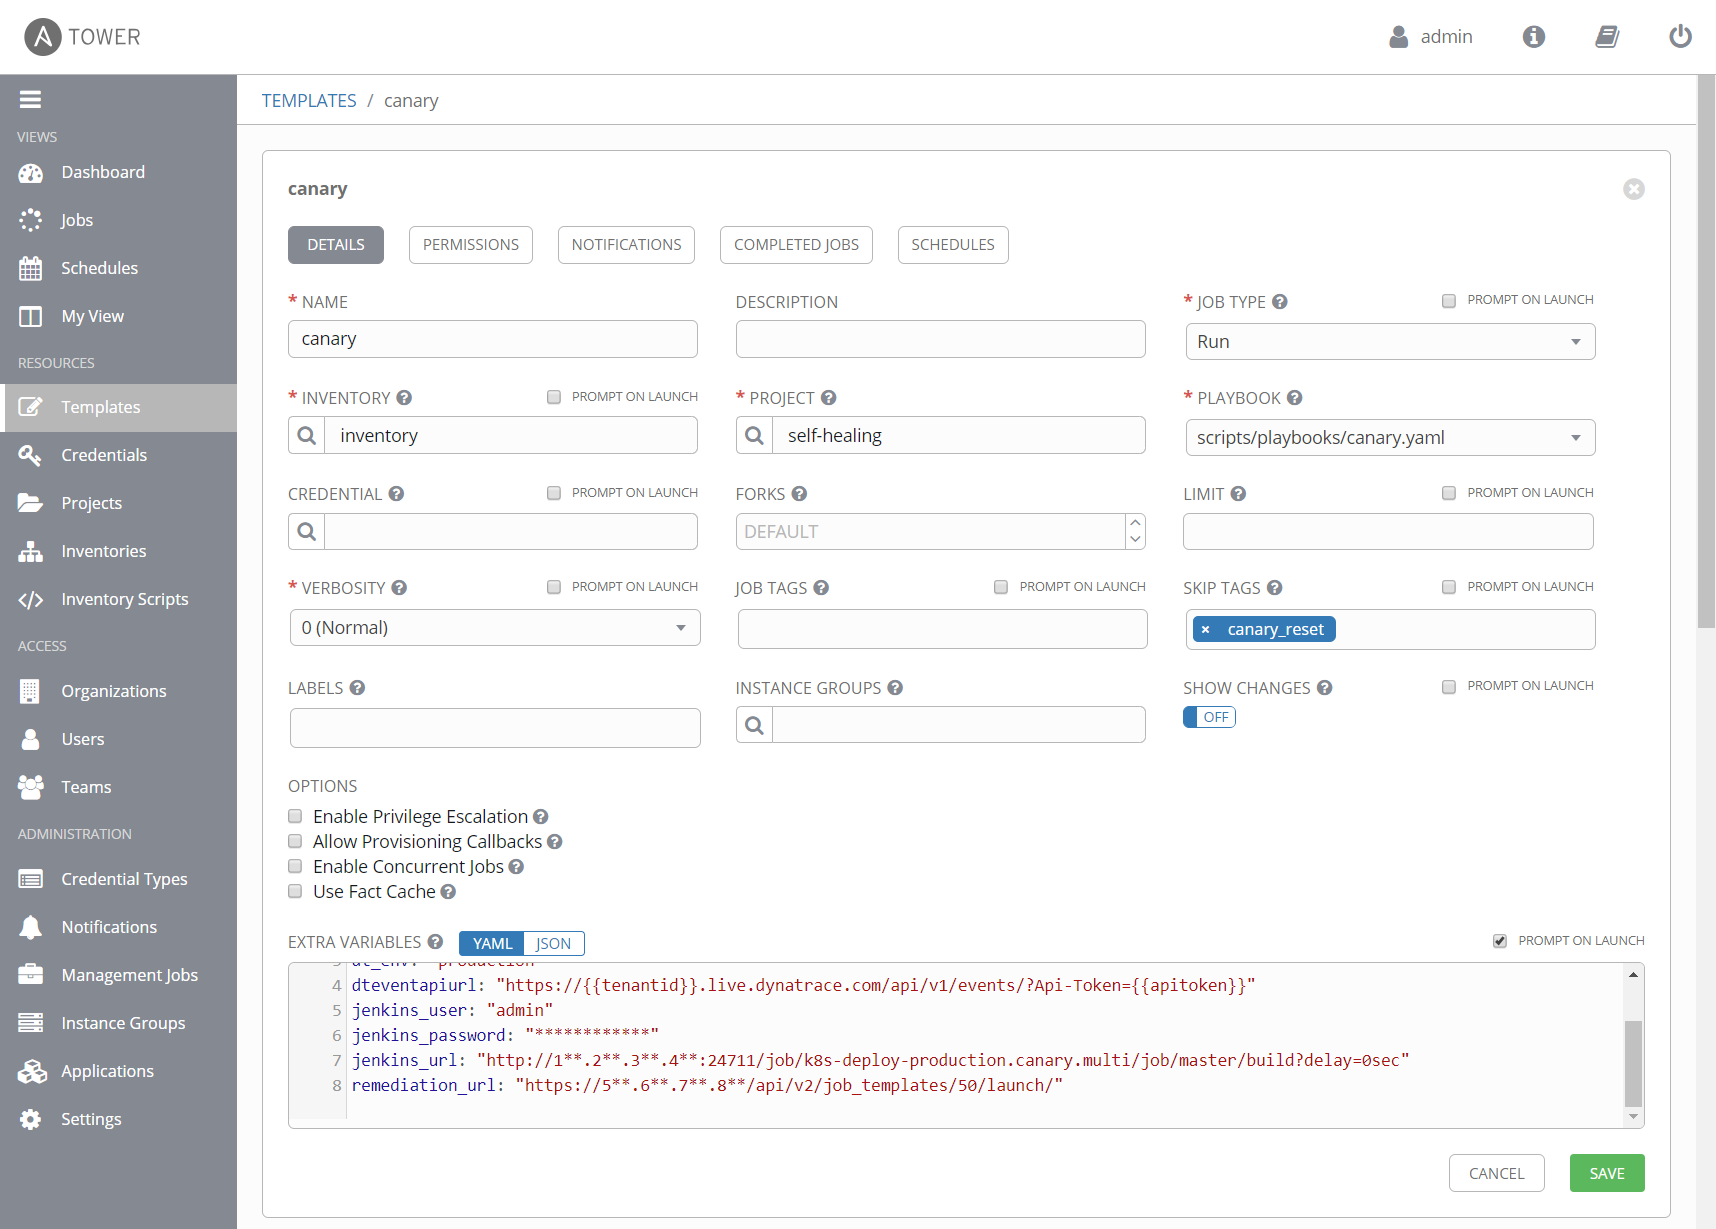 A TOWER
admin
VIEWS
Dashboard
Jobs
Schedules
My View
RESOURCES
Templates
Credentials
Projects
Inventories
Inventory Scripts
ACCESS
Organizations
Users
Teams
ADMINISTRATION
Credential Types
Notifications
Management Jobs
Instance Groups
Applications
Settings
TEMPLATES / canary
canary
DETAILS PERMISSIONS NOTIFICATIONS COMPLETED JOBS SCHEDULES
* NAME DESCRIPTION * JOB TYPE ? PROMPT ON LAUNCH
canary Run
* INVENTORY ? PROMPT ON LAUNCH * PROJECT ? * PLAYBOOK ?
inventory self-healing scripts/playbooks/canary.yaml
CREDENTIAL ? PROMPT ON LAUNCH FORKS ? LIMIT ? PROMPT ON LAUNCH
DEFAULT
* VERBOSITY ? PROMPT ON LAUNCH JOB TAGS ? PROMPT ON LAUNCH SKIP TAGS ? PROMPT ON LAUNCH
0 (Normal) × canary_reset
LABELS ? INSTANCE GROUPS ? SHOW CHANGES ? PROMPT ON LAUNCH
OFF
OPTIONS
Enable Privilege Escalation ?
Allow Provisioning Callbacks ?
Enable Concurrent Jobs ?
Use Fact Cache ?
EXTRA VARIABLES ? YAML JSON PROMPT ON LAUNCH
3 dt_env: "production"
4 dteventapiurl: "https://{{tenantid}}.live.dynatrace.com/api/v1/events/?Api-Token={{apitoken}}"
5 jenkins_user: "admin"
6 jenkins_password: "************"
7 jenkins_url: "http://1**.2**.3**.4**:24711/job/k8s-deploy-production.canary.multi/job/master/build?delay=0sec"
8 remediation_url: "https://5**.6**.7**.8**/api/v2/job_templates/50/launch/"
CANCEL SAVE